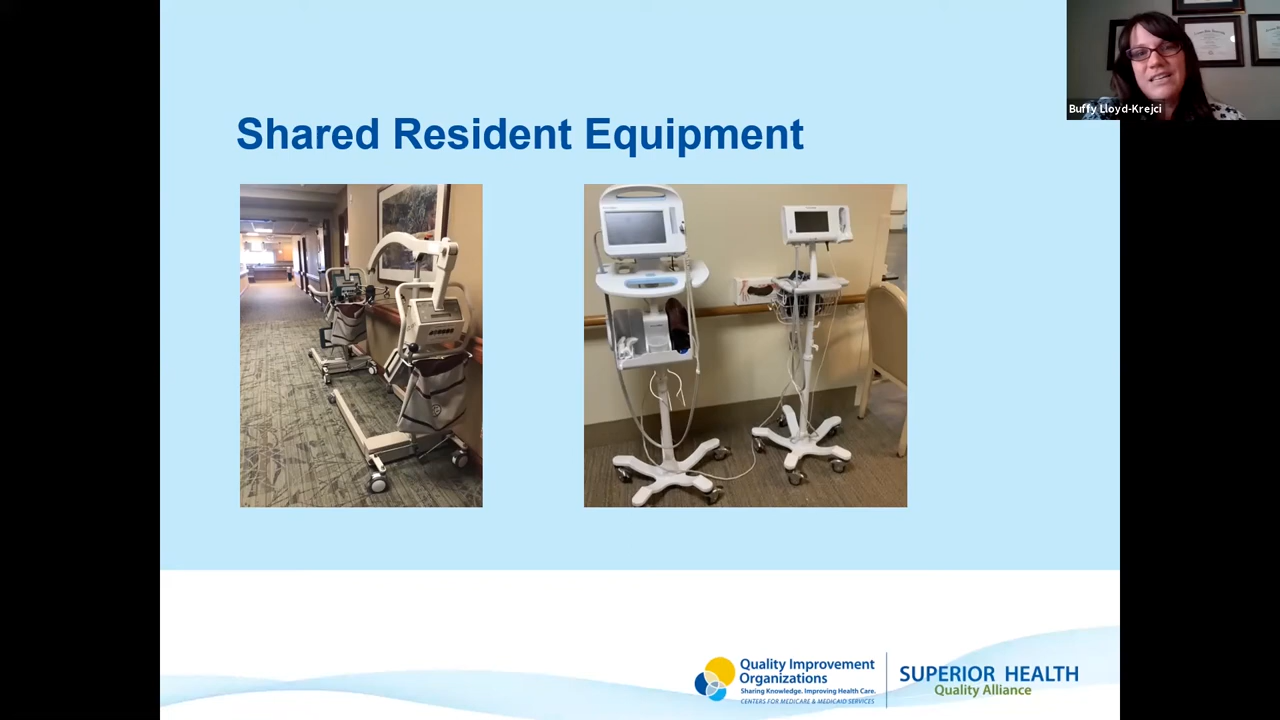 Buffy Lloyd-Krejci
Shared Resident Equipment
Quality Improvement
Organizations
Sharing Knowledge. Improving Health Care.
CENTERS FOR MEDICARE & MEDICAID SERVICES
SUPERIOR HEALTH
Quality Alliance